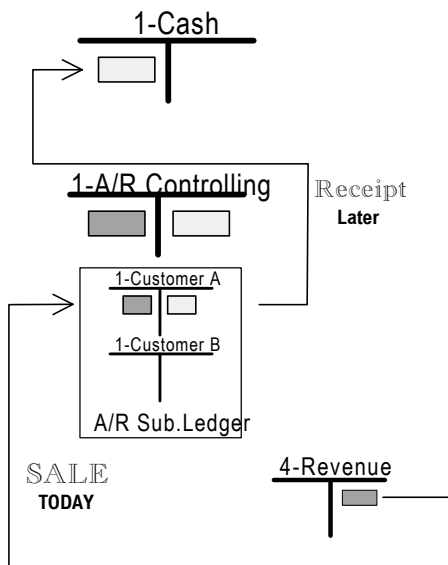 1-Cash
1-A/R Controlling
Receipt
Later
1-Customer A
1-Customer B
A/R Sub.Ledger
SALE
TODAY
4-Revenue